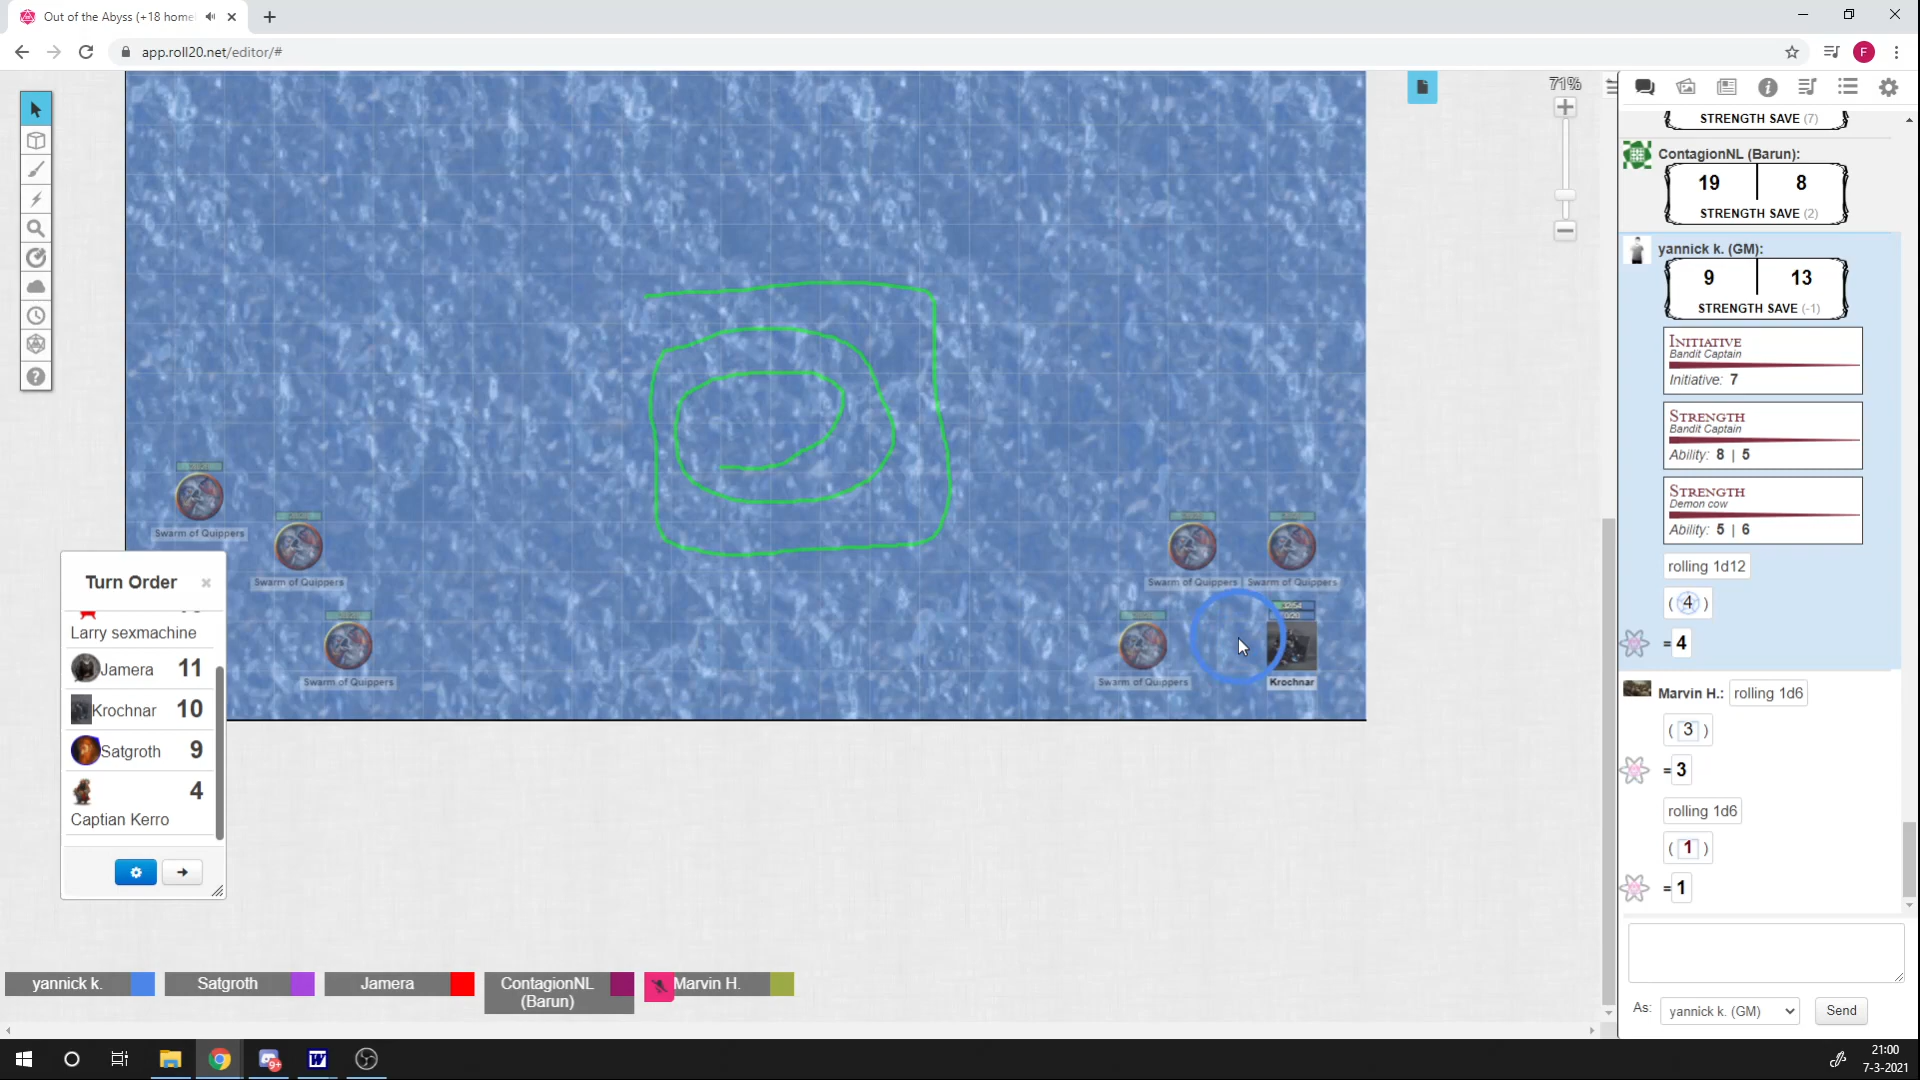 Out of the Abyss (+18 home
app.roll20.net/editor/#
F
71%
STRENGTH SAVE (7)
ContagionNL (Barun):
19 8
STRENGTH SAVE (2)
yannick k. (GM):
9 13
STRENGTH SAVE (-1)
INITIATIVE
Bandit Captain
Initiative: 7
STRENGTH
Bandit Captain
Ability: 8 | 5
STRENGTH
Demon cow
Ability: 5 | 6
rolling 1d12
( 4 )
= 4
Marvin H.: rolling 1d6
( 3 )
= 3
rolling 1d6
( 1 )
= 1
As: yannick k. (GM) Send
Swarm of Quippers
Swarm of Quippers
Swarm of Quippers
Swarm of Quippers
Swarm of Quippers
Swarm of Quippers
Krochnar
Turn Order
Larry sexmachine
Jamera 11
Krochnar 10
Satgroth 9
4
Captian Kerro
yannick k.
Satgroth
Jamera
ContagionNL
(Barun)
Marvin H.
9+
21:00
7-3-2021